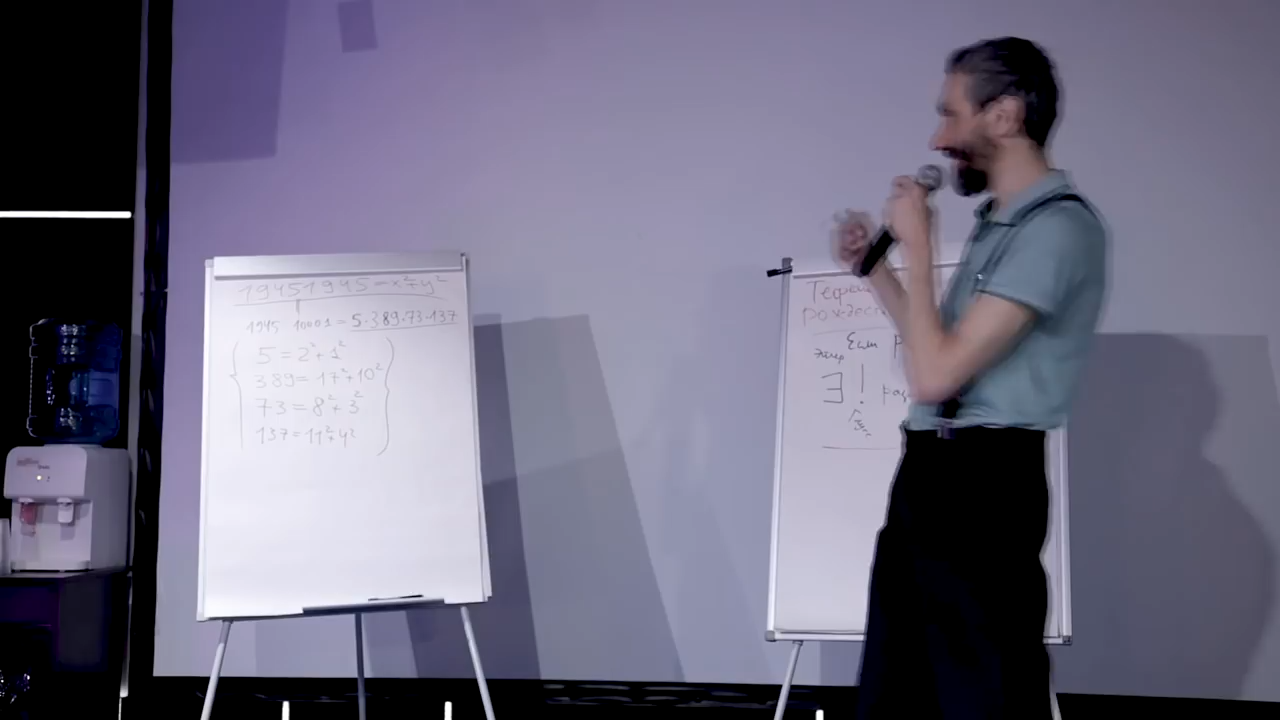 19451945 = x²+y²
1945 10001 = 5·389·73·137
5 = 2²+1²
389 = 17²+10²
73 = 8²+3²
137 = 11²+4²
Теорема
Если р
∃ !